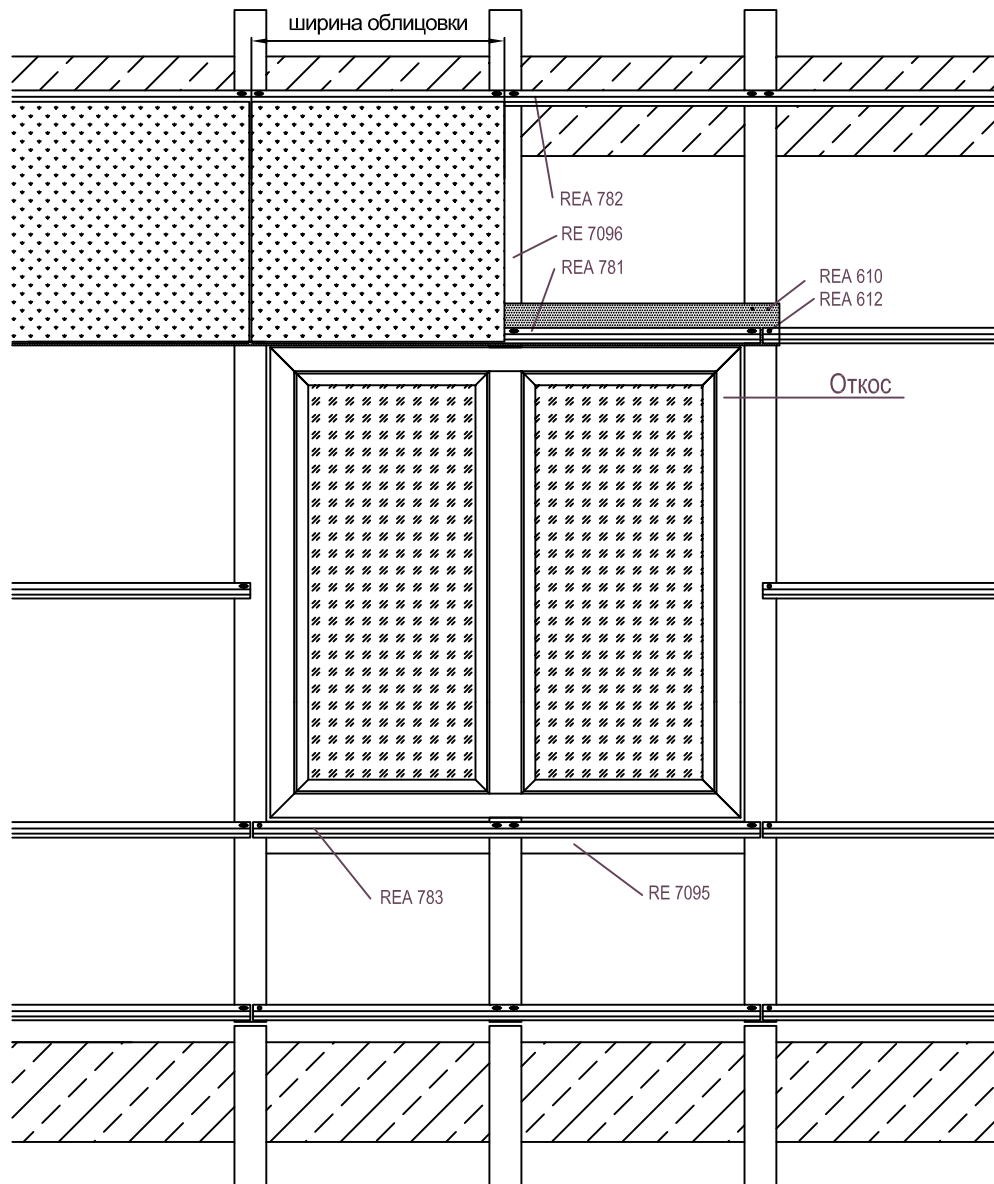 ширина облицовки
REA 782
RE 7096
REA 781
REA 610
REA 612
Откос
REA 783
RE 7095